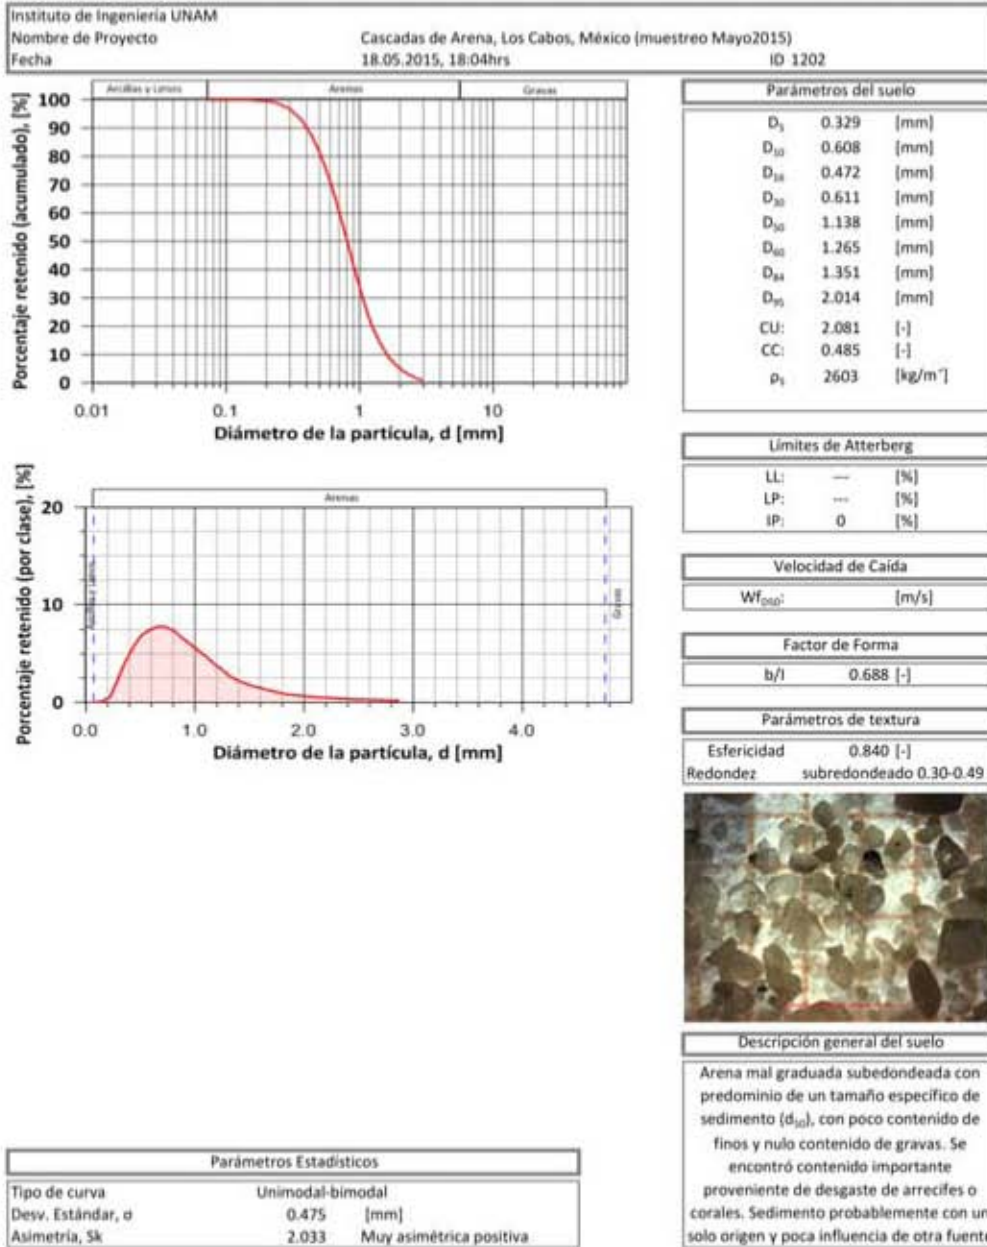 Instituto de Ingeniería UNAM
Nombre de Proyecto Cascadas de Arena, Los Cabos, México (muestreo Mayo2015)
Fecha 18.05.2015, 18:04hrs ID 1202
Arcillas y Limos Arenas Gravas
Porcentaje retenido (acumulado), [%]
100
90
80
70
60
50
40
30
20
10
0
0.01 0.1 1 10
Diámetro de la partícula, d [mm]
Arenas
Porcentaje retenido (por clase), [%]
20
10
0
Arcillas y Limos
Gravas
0.0 1.0 2.0 3.0 4.0
Diámetro de la partícula, d [mm]
Parámetros del suelo
D5 0.329 [mm]
D10 0.608 [mm]
D16 0.472 [mm]
D30 0.611 [mm]
D50 1.138 [mm]
D60 1.265 [mm]
D84 1.351 [mm]
D95 2.014 [mm]
CU: 2.081 [-]
CC: 0.485 [-]
ρs 2603 [kg/m³]
Límites de Atterberg
LL: --- [%]
LP: --- [%]
IP: 0 [%]
Velocidad de Caída
WfD50: [m/s]
Factor de Forma
b/l 0.688 [-]
Parámetros de textura
Esfericidad 0.840 [-]
Redondez subredondeado 0.30-0.49
Descripción general del suelo
Arena mal graduada subedondeada con
predominio de un tamaño específico de
sedimento (d50), con poco contenido de
finos y nulo contenido de gravas. Se
encontró contenido importante
proveniente de desgaste de arrecifes o
corales. Sedimento probablemente con un
solo origen y poca influencia de otra fuente
Parámetros Estadísticos
Tipo de curva Unimodal-bimodal
Desv. Estándar, σ 0.475 [mm]
Asimetría, Sk 2.033 Muy asimétrica positiva